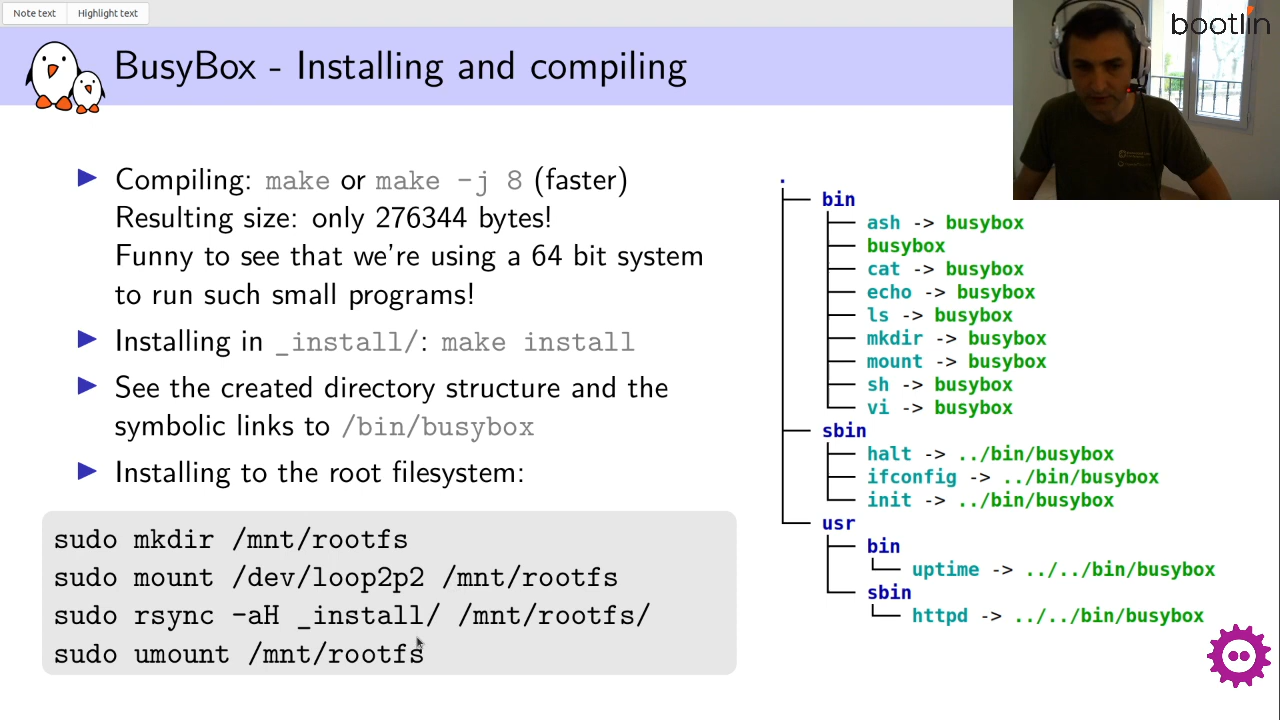 Note text
Highlight text
bootlin
BusyBox - Installing and compiling
▶ Compiling: make or make -j 8 (faster)
Resulting size: only 276344 bytes!
Funny to see that we're using a 64 bit system
to run such small programs!
▶ Installing in _install/: make install
▶ See the created directory structure and the
symbolic links to /bin/busybox
▶ Installing to the root filesystem:
sudo mkdir /mnt/rootfs
sudo mount /dev/loop2p2 /mnt/rootfs
sudo rsync -aH _install/ /mnt/rootfs/
sudo umount /mnt/rootfs
.
├── bin
│   ├── ash -> busybox
│   ├── busybox
│   ├── cat -> busybox
│   ├── echo -> busybox
│   ├── ls -> busybox
│   ├── mkdir -> busybox
│   ├── mount -> busybox
│   ├── sh -> busybox
│   └── vi -> busybox
├── sbin
│   ├── halt -> ../bin/busybox
│   ├── ifconfig -> ../bin/busybox
│   └── init -> ../bin/busybox
└── usr
    ├── bin
    │   └── uptime -> ../../bin/busybox
    └── sbin
        └── httpd -> ../../bin/busybox